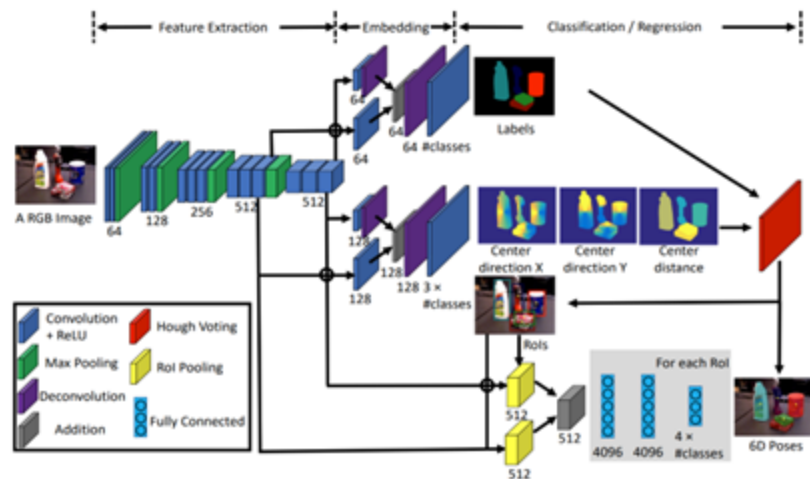 Feature Extraction
Embedding
Classification / Regression
64
64
64
64
#classes
Labels
A RGB Image
64
128
256
512
512
128
128
128
128
3 ×
#classes
Center
direction X
Center
direction Y
Center
distance
RoIs
Convolution
+ ReLU
Hough Voting
Max Pooling
RoI Pooling
Deconvolution
Addition
Fully Connected
512
512
512
For each RoI
4096
4096
4 ×
#classes
6D Poses